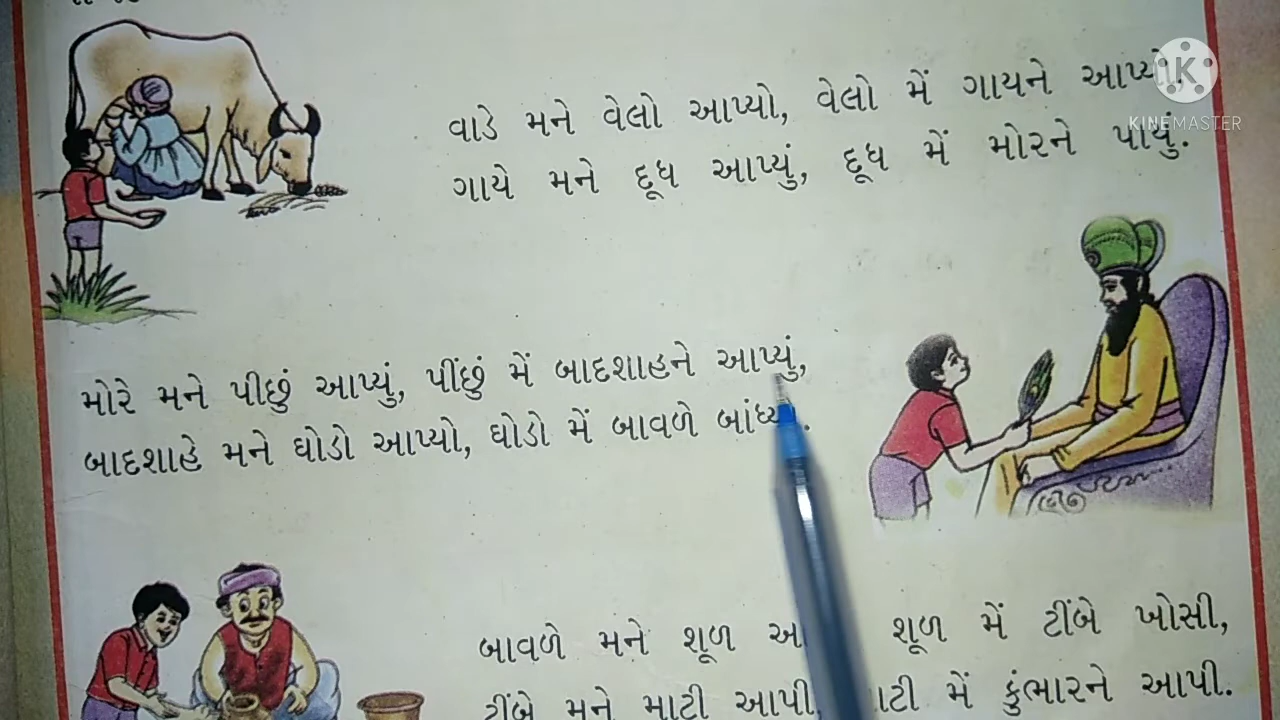 K
KINEMASTER
વાડે મને વેલો આપ્યો, વેલો મેં ગાયને
ગાયે મને દૂધ આપ્યું, દૂધ મેં મોરને પાયું.
મોરે મને પીછું આપ્યું, પીંછું મેં બાદશાહને આપ્યું,
બાદશાહે મને ઘોડો આપ્યો, ઘોડો મેં બાવળે
બાવળે મને શૂળ શૂળ મેં ટીંબે ખોસી,
ટીંબે મને માટી આપી, મેં કુંભારને આપી.